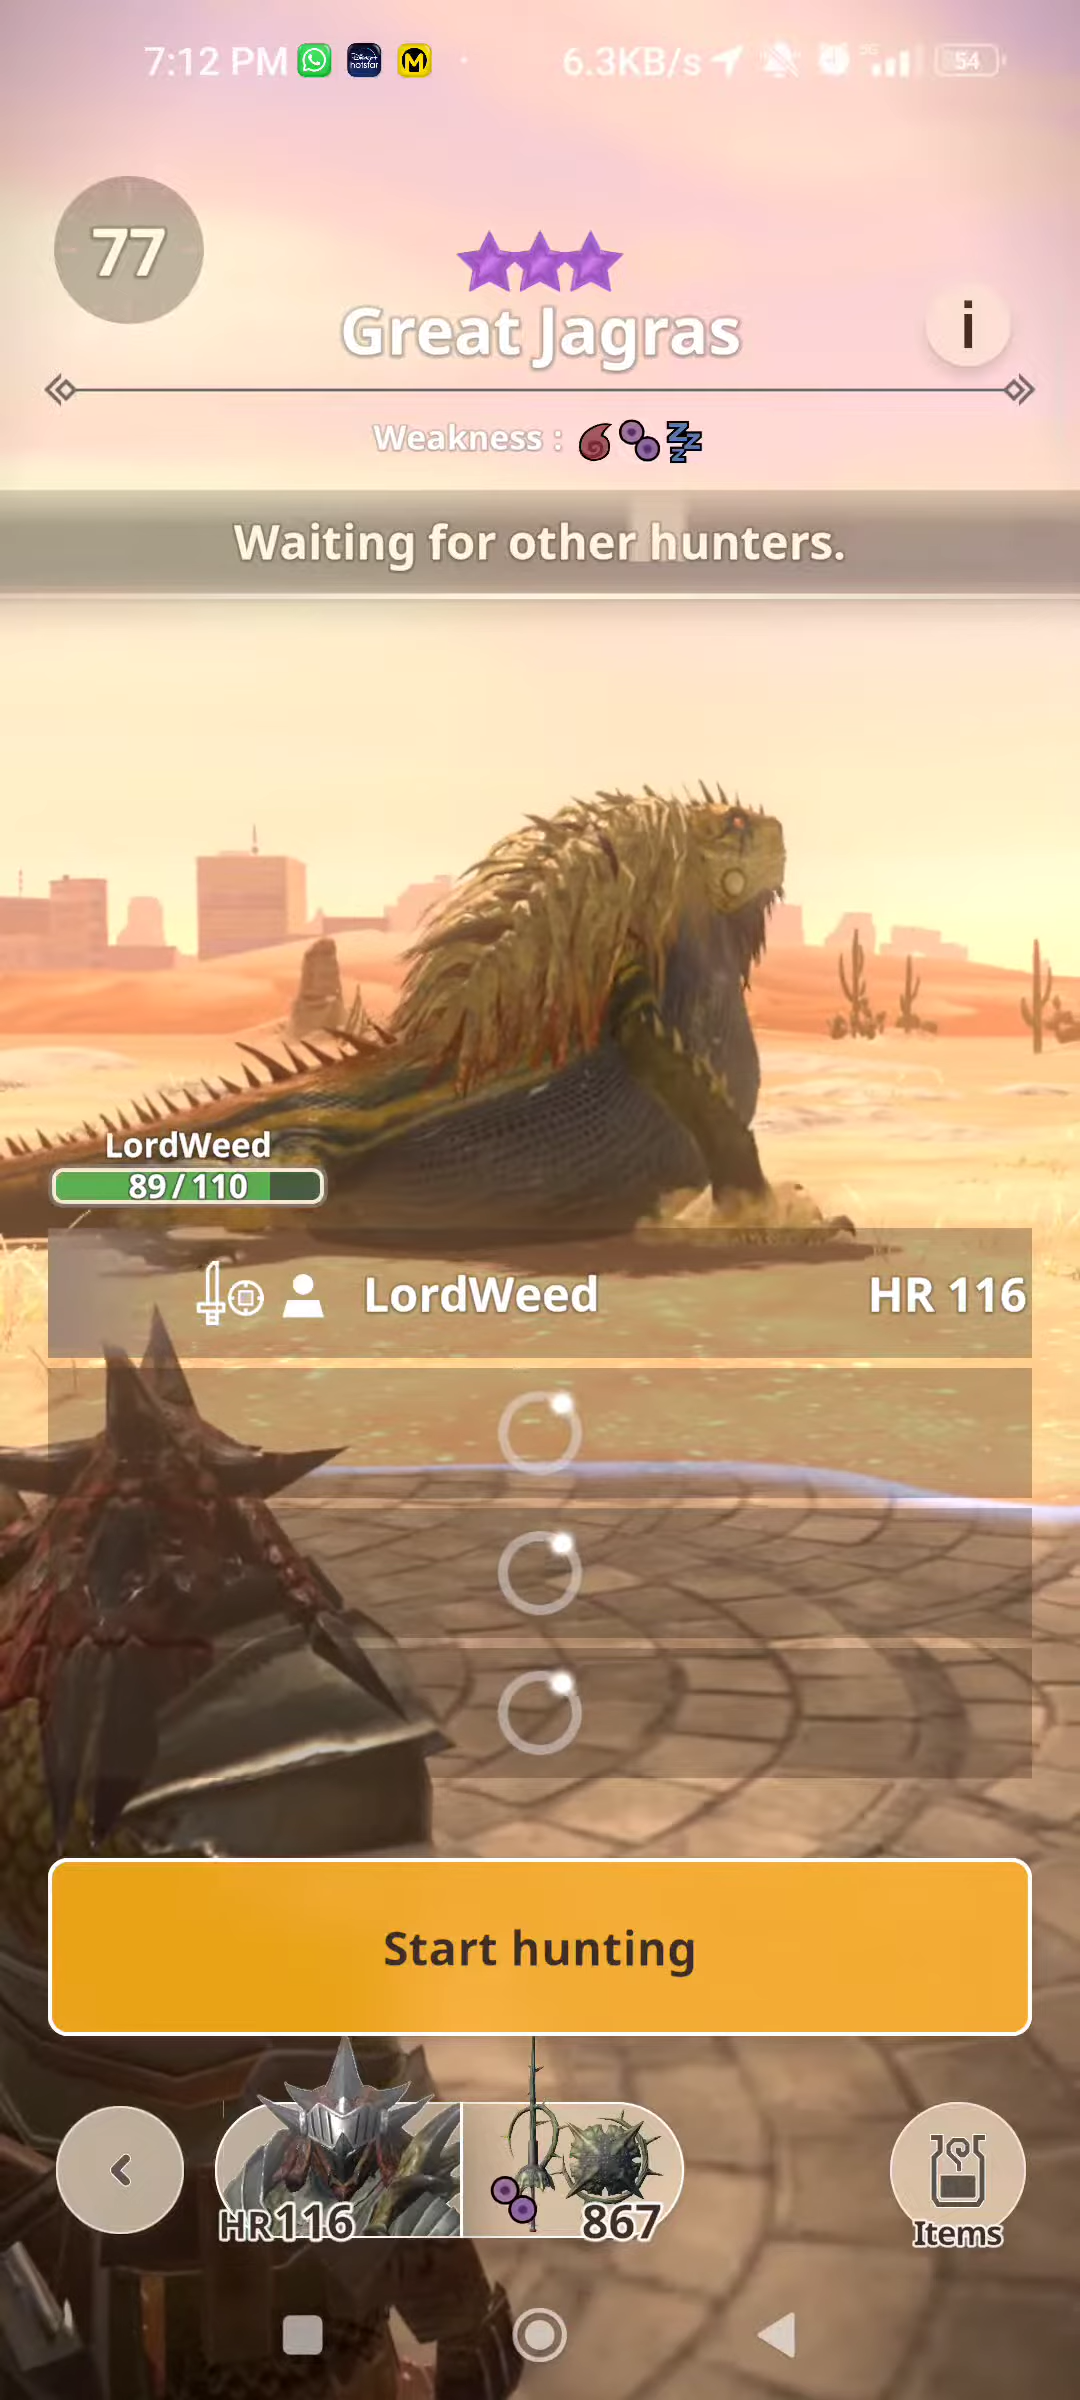 7:12 PM 6.3KB/s 5G 54
77
Great Jagras
i
Weakness :
Waiting for other hunters.
LordWeed
89/110
LordWeed HR 116
Start hunting
HR116 867
Items